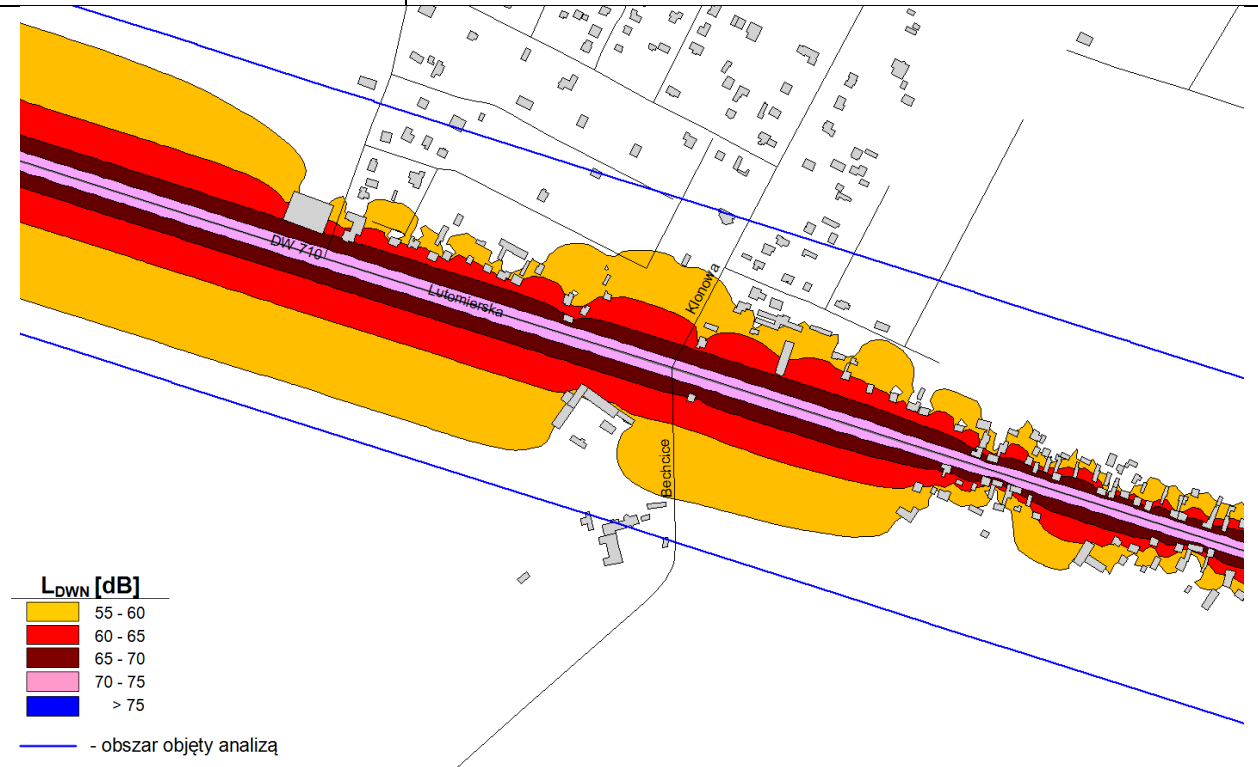 DW 710
Lutomierska
Klonowa
Bechcice
LDWN [dB]
55 - 60
60 - 65
65 - 70
70 - 75
> 75
- obszar objęty analizą